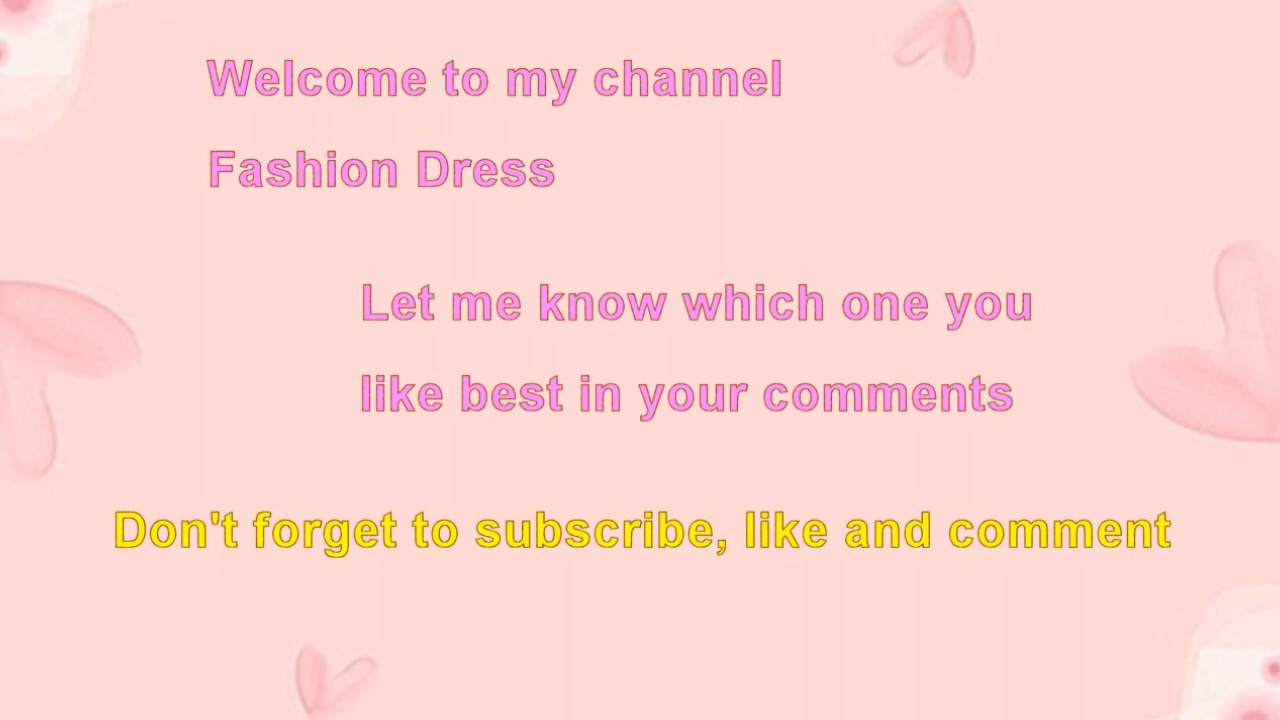 Welcome to my channel
Fashion Dress
Let me know which one you
like best in your comments
Don't forget to subscribe, like and comment